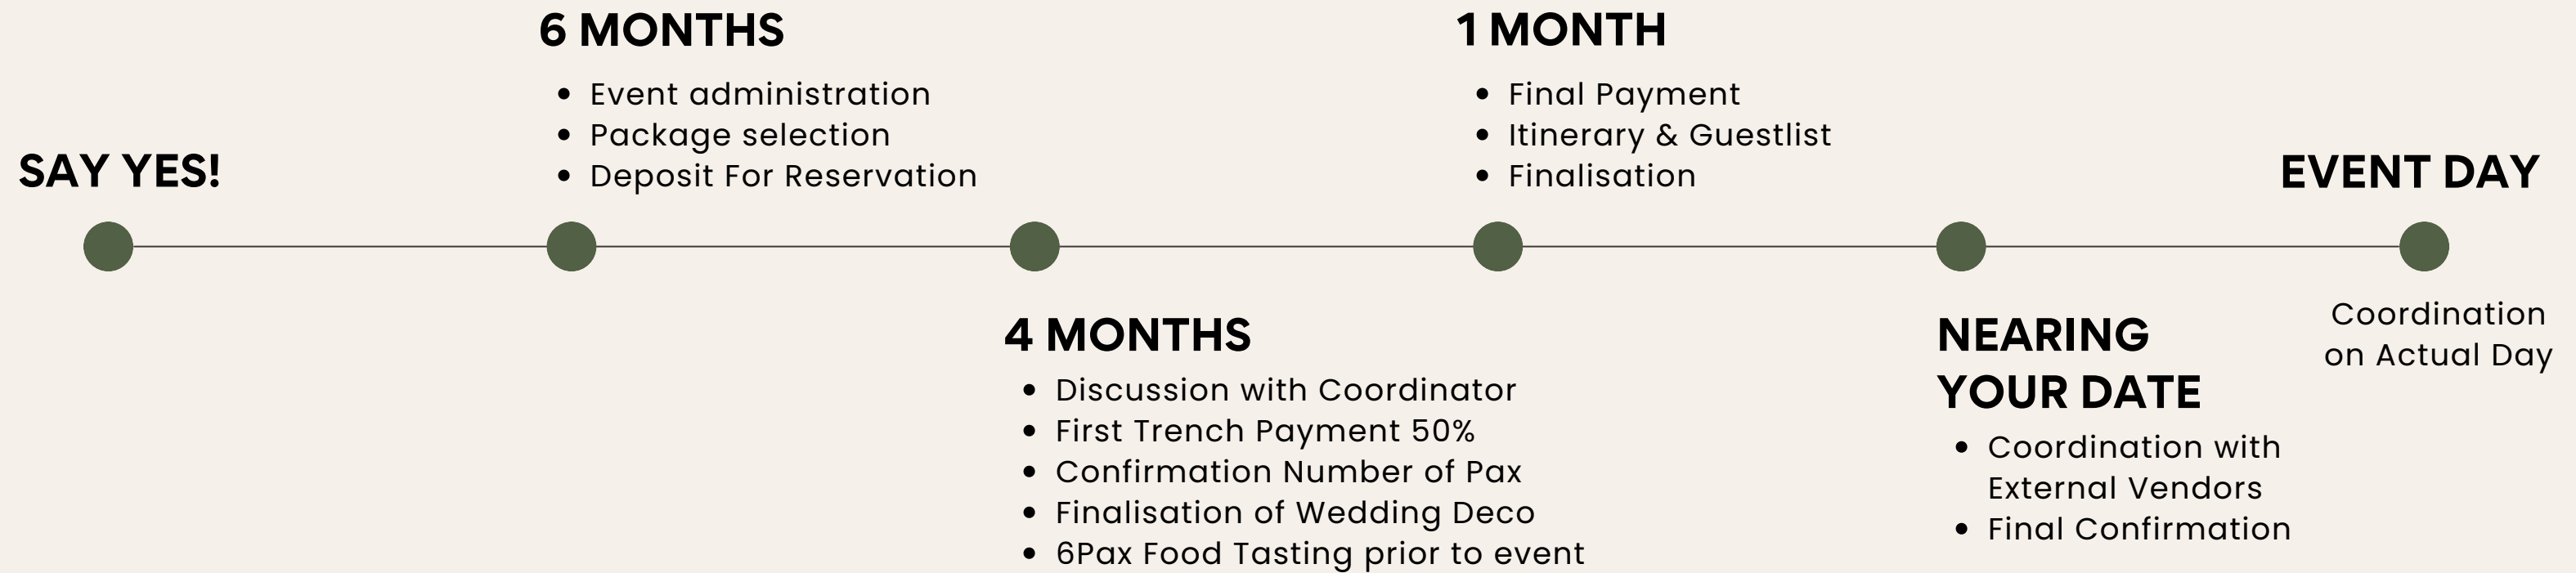 SAY YES!
6 MONTHS
• Event administration
• Package selection
• Deposit For Reservation
4 MONTHS
• Discussion with Coordinator
• First Trench Payment 50%
• Confirmation Number of Pax
• Finalisation of Wedding Deco
• 6Pax Food Tasting prior to event
1 MONTH
• Final Payment
• Itinerary & Guestlist
• Finalisation
NEARING
YOUR DATE
• Coordination with
External Vendors
• Final Confirmation
EVENT DAY
Coordination
on Actual Day